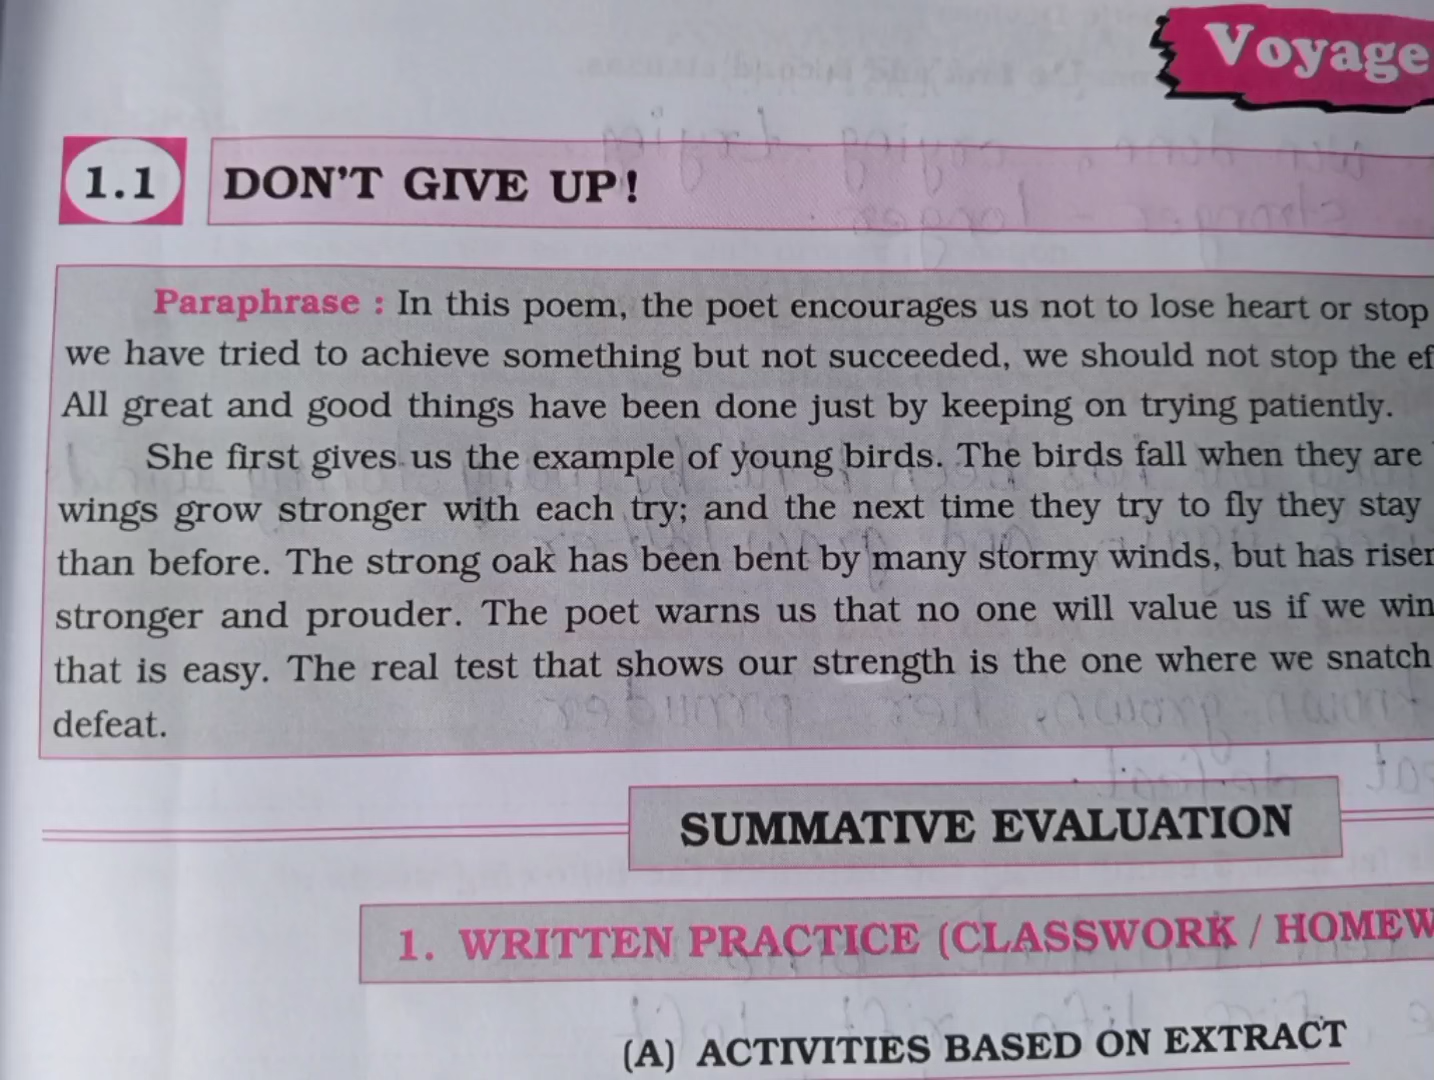 Voyage
1.1 DON'T GIVE UP!
Paraphrase : In this poem, the poet encourages us not to lose heart or stop
we have tried to achieve something but not succeeded, we should not stop the
All great and good things have been done just by keeping on trying patiently.
She first gives us the example of young birds. The birds fall when they are
wings grow stronger with each try; and the next time they try to fly they stay
than before. The strong oak has been bent by many stormy winds, but has
stronger and prouder. The poet warns us that no one will value us if we win
that is easy. The real test that shows our strength is the one where we snatch
defeat.
SUMMATIVE EVALUATION
1. WRITTEN PRACTICE (CLASSWORK /
(A) ACTIVITIES BASED ON EXTRACT